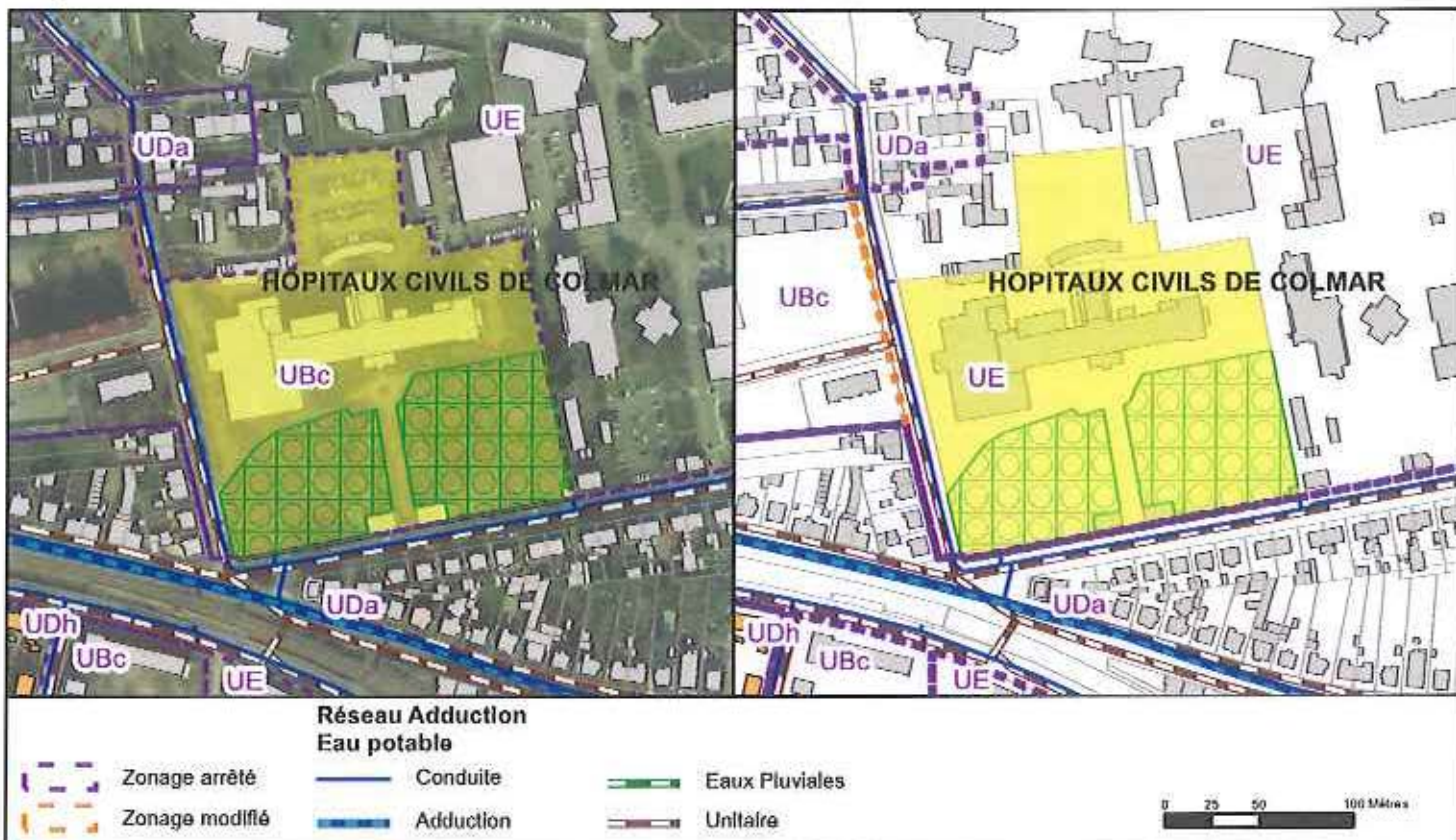 UDa
UE
HOPITAUX CIVILS DE COLMAR
UBc
UDa
UDh
UBc
UE
UDa
UE
UBc
HOPITAUX CIVILS DE COLMAR
UE
UDa
UDh
UBc
UE
Réseau Adduction
Eau potable
Zonage arrêté
Conduite
Eaux Pluviales
Zonage modifié
Adduction
Unitaire
0 25 50 100 Mètres